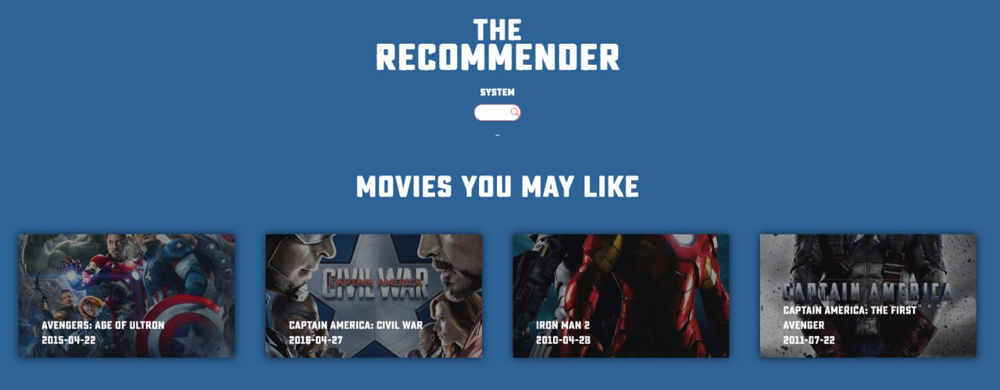 THE
RECOMMENDER
SYSTEM
-
MOVIES YOU MAY LIKE
CIVIL WAR
CAPTAIN AMERICA
CAPTAIN AMERICA
AVENGERS: AGE OF ULTRON
2015-04-22
CAPTAIN AMERICA: CIVIL WAR
2016-04-27
IRON MAN 2
2010-04-28
CAPTAIN AMERICA: THE FIRST
AVENGER
2011-07-22